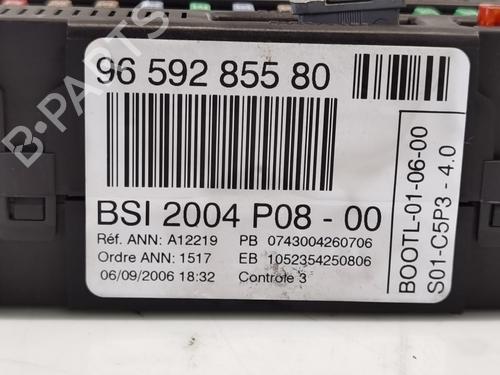 B-PARTS
96 592 855 80
BSI 2004 P08 - 00
Réf. ANN: A12219 PB 0743004260706
Ordre ANN: 1517 EB 1052354250806
06/09/2006 18:32 Controle 3
BOOTL-01-06-00
S01-C5P3 - 4.0